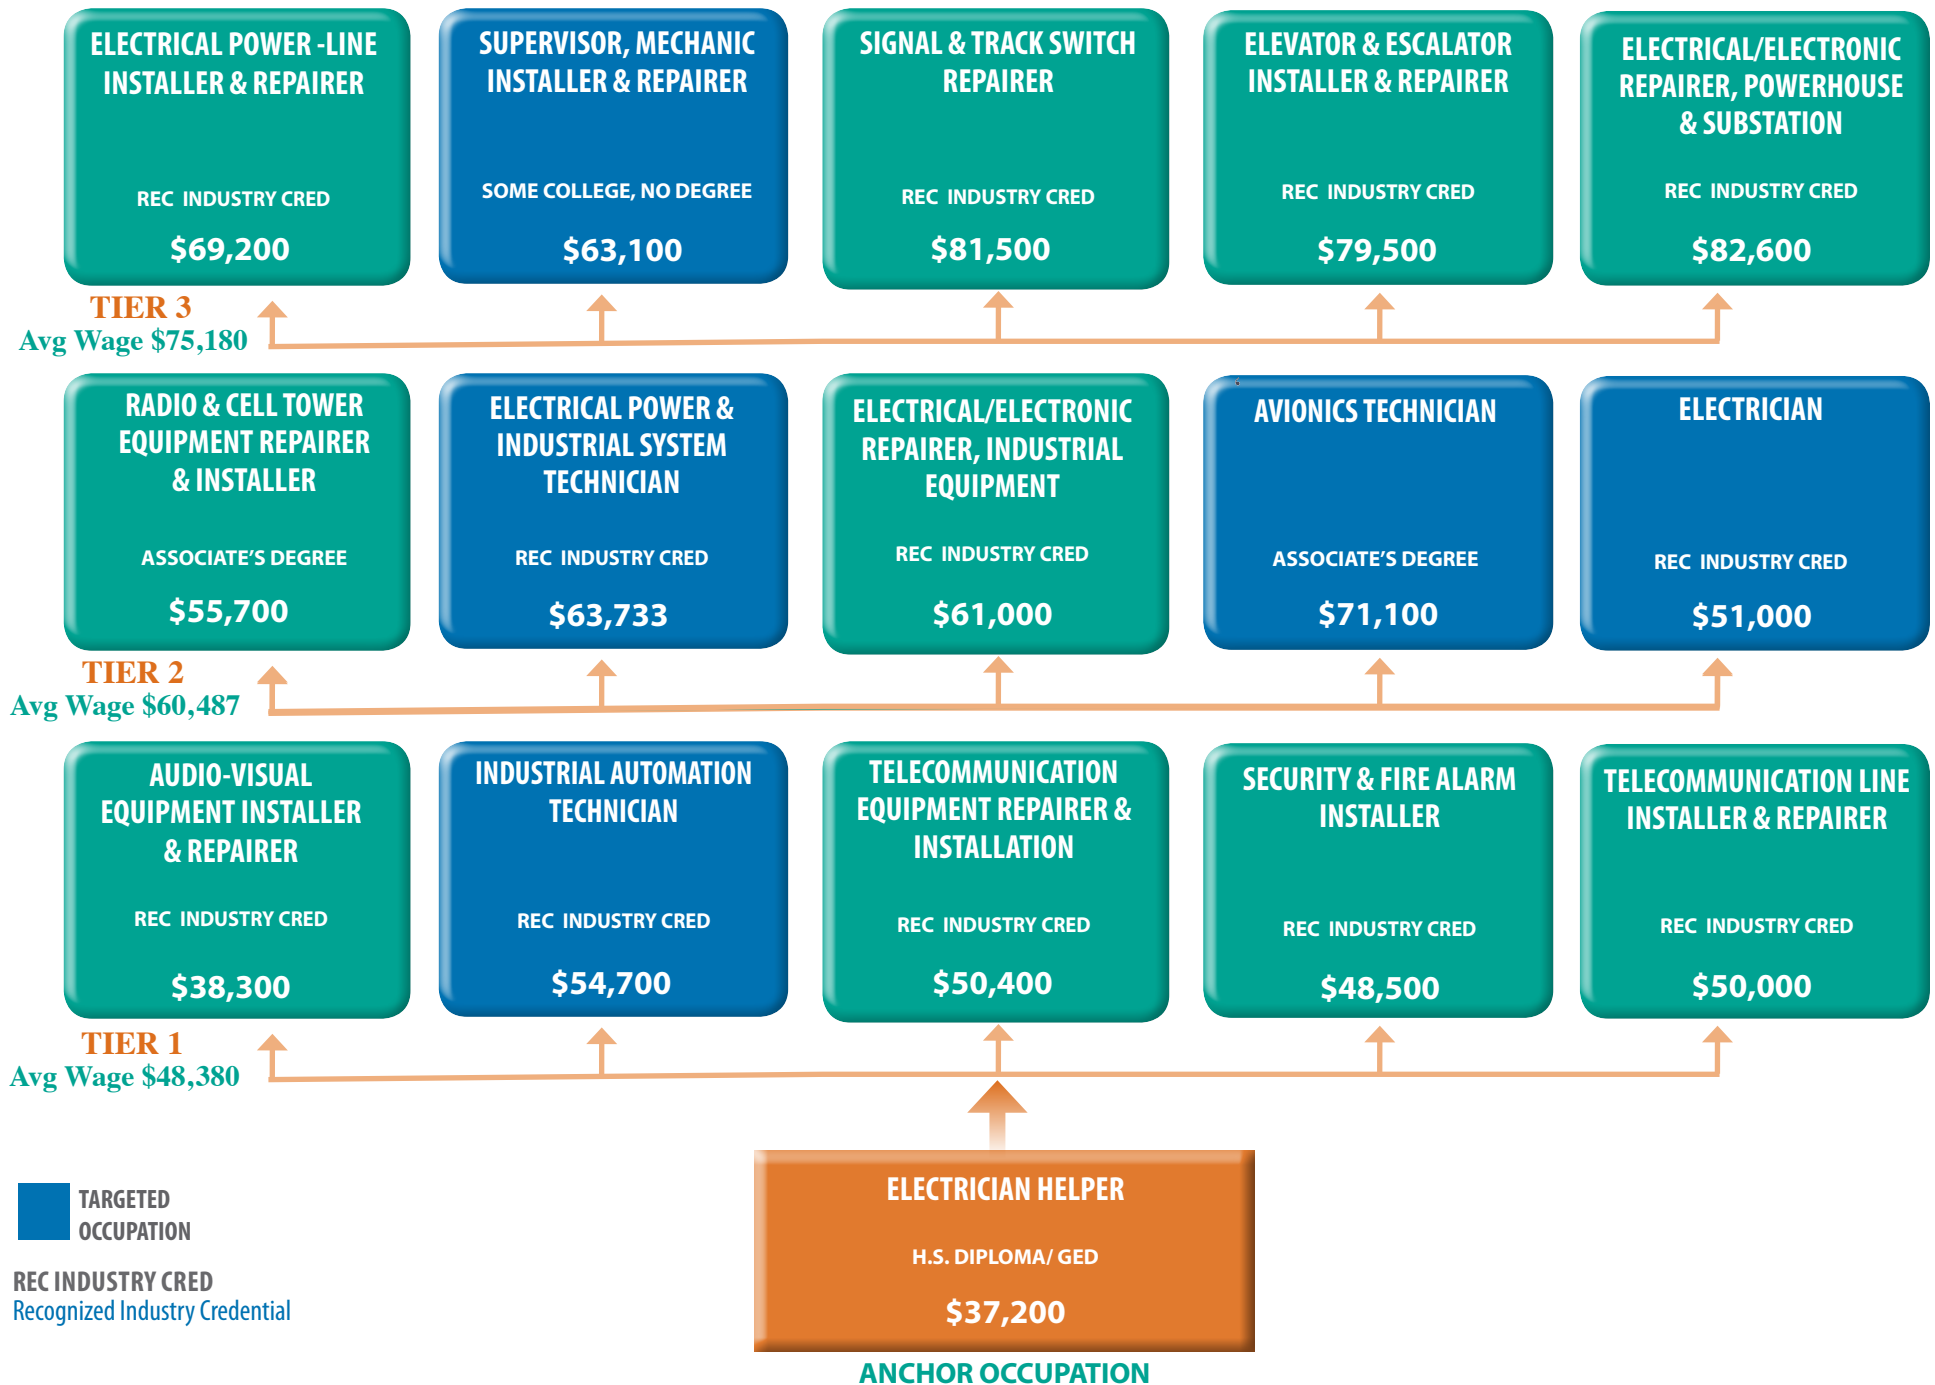 ELECTRICAL POWER -LINE
INSTALLER & REPAIRER
REC INDUSTRY CRED
$69,200
SUPERVISOR, MECHANIC
INSTALLER & REPAIRER
SOME COLLEGE, NO DEGREE
$63,100
SIGNAL & TRACK SWITCH
REPAIRER
REC INDUSTRY CRED
$81,500
ELEVATOR & ESCALATOR
INSTALLER & REPAIRER
REC INDUSTRY CRED
$79,500
ELECTRICAL/ELECTRONIC
REPAIRER, POWERHOUSE
& SUBSTATION
REC INDUSTRY CRED
$82,600
TIER 3
Avg Wage $75,180
RADIO & CELL TOWER
EQUIPMENT REPAIRER
& INSTALLER
ASSOCIATE’S DEGREE
$55,700
ELECTRICAL POWER &
INDUSTRIAL SYSTEM
TECHNICIAN
REC INDUSTRY CRED
$63,733
ELECTRICAL/ELECTRONIC
REPAIRER, INDUSTRIAL
EQUIPMENT
REC INDUSTRY CRED
$61,000
AVIONICS TECHNICIAN
ASSOCIATE’S DEGREE
$71,100
ELECTRICIAN
REC INDUSTRY CRED
$51,000
TIER 2
Avg Wage $60,487
AUDIO-VISUAL
EQUIPMENT INSTALLER
& REPAIRER
REC INDUSTRY CRED
$38,300
INDUSTRIAL AUTOMATION
TECHNICIAN
REC INDUSTRY CRED
$54,700
TELECOMMUNICATION
EQUIPMENT REPAIRER &
INSTALLATION
REC INDUSTRY CRED
$50,400
SECURITY & FIRE ALARM
INSTALLER
REC INDUSTRY CRED
$48,500
TELECOMMUNICATION LINE
INSTALLER & REPAIRER
REC INDUSTRY CRED
$50,000
TIER 1
Avg Wage $48,380
ELECTRICIAN HELPER
H.S. DIPLOMA/ GED
$37,200
ANCHOR OCCUPATION
TARGETED
OCCUPATION
REC INDUSTRY CRED
Recognized Industry Credential